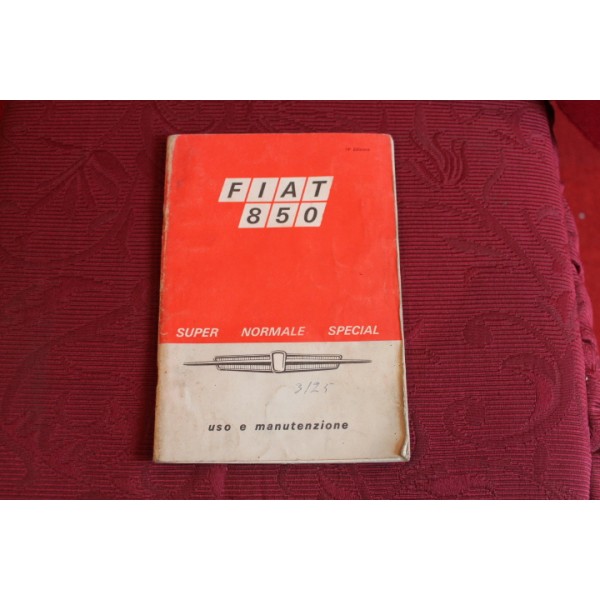 FIAT
850
SUPER NORMALE SPECIAL
3/25
uso e manutenzione